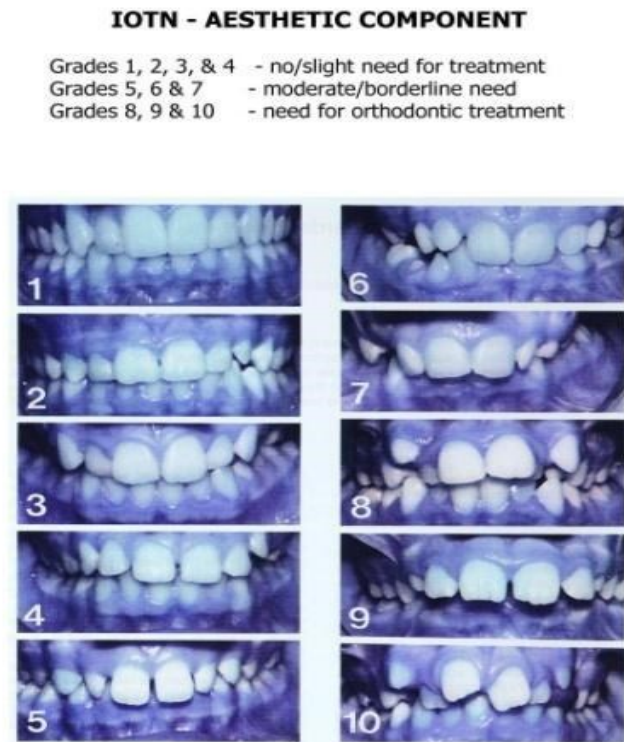 IOTN - AESTHETIC COMPONENT
Grades 1, 2, 3, & 4 - no/slight need for treatment
Grades 5, 6 & 7 - moderate/borderline need
Grades 8, 9 & 10 - need for orthodontic treatment
1
2
3
4
5
6
7
8
9
10